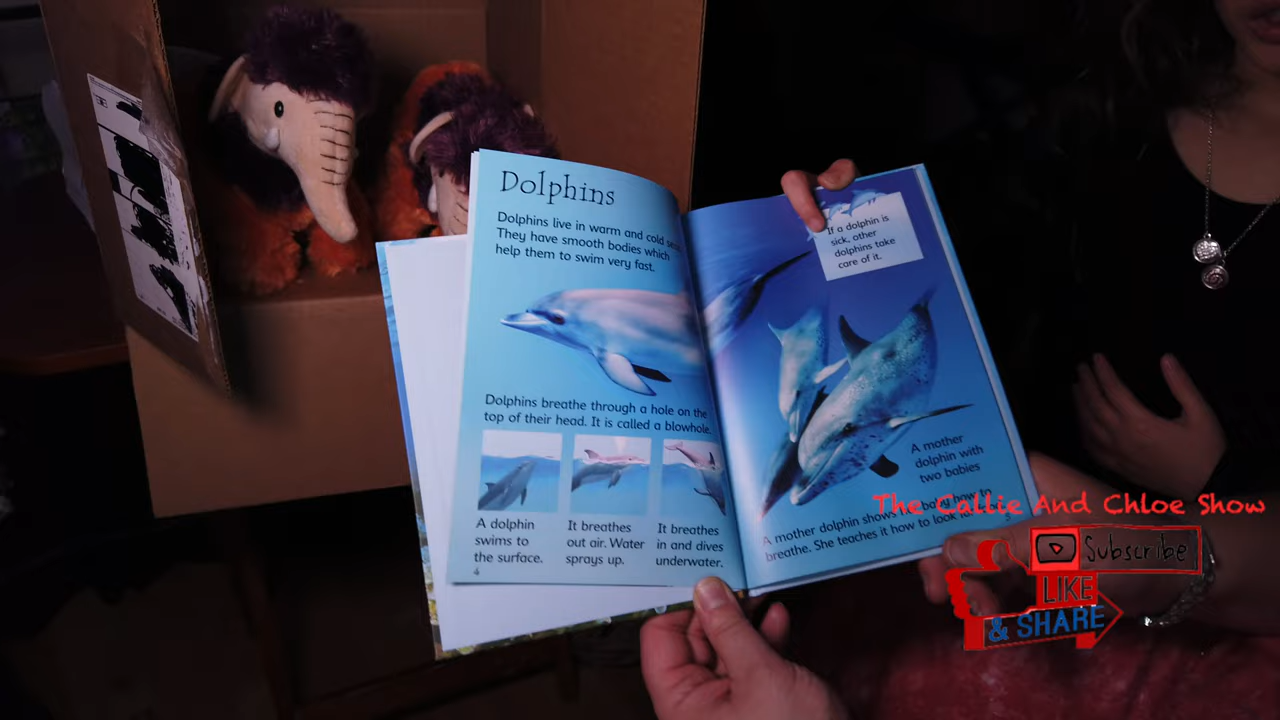 Dolphins
Dolphins live in warm and cold
They have smooth bodies which
help them to swim very fast.
Dolphins breathe through a hole on the
top of their head. It is called a blowhole.
A dolphin
swims to
the surface.
It breathes
out air. Water
sprays up.
It breathes
in and dives
underwater.
4
If a dolphin is
sick, other
dolphins take
care of it.
A mother
dolphin with
two babies
A mother dolphin shows baby how to
breathe. She teaches it how to look
The Callie And Chloe Show
Subscribe
LIKE
& SHARE